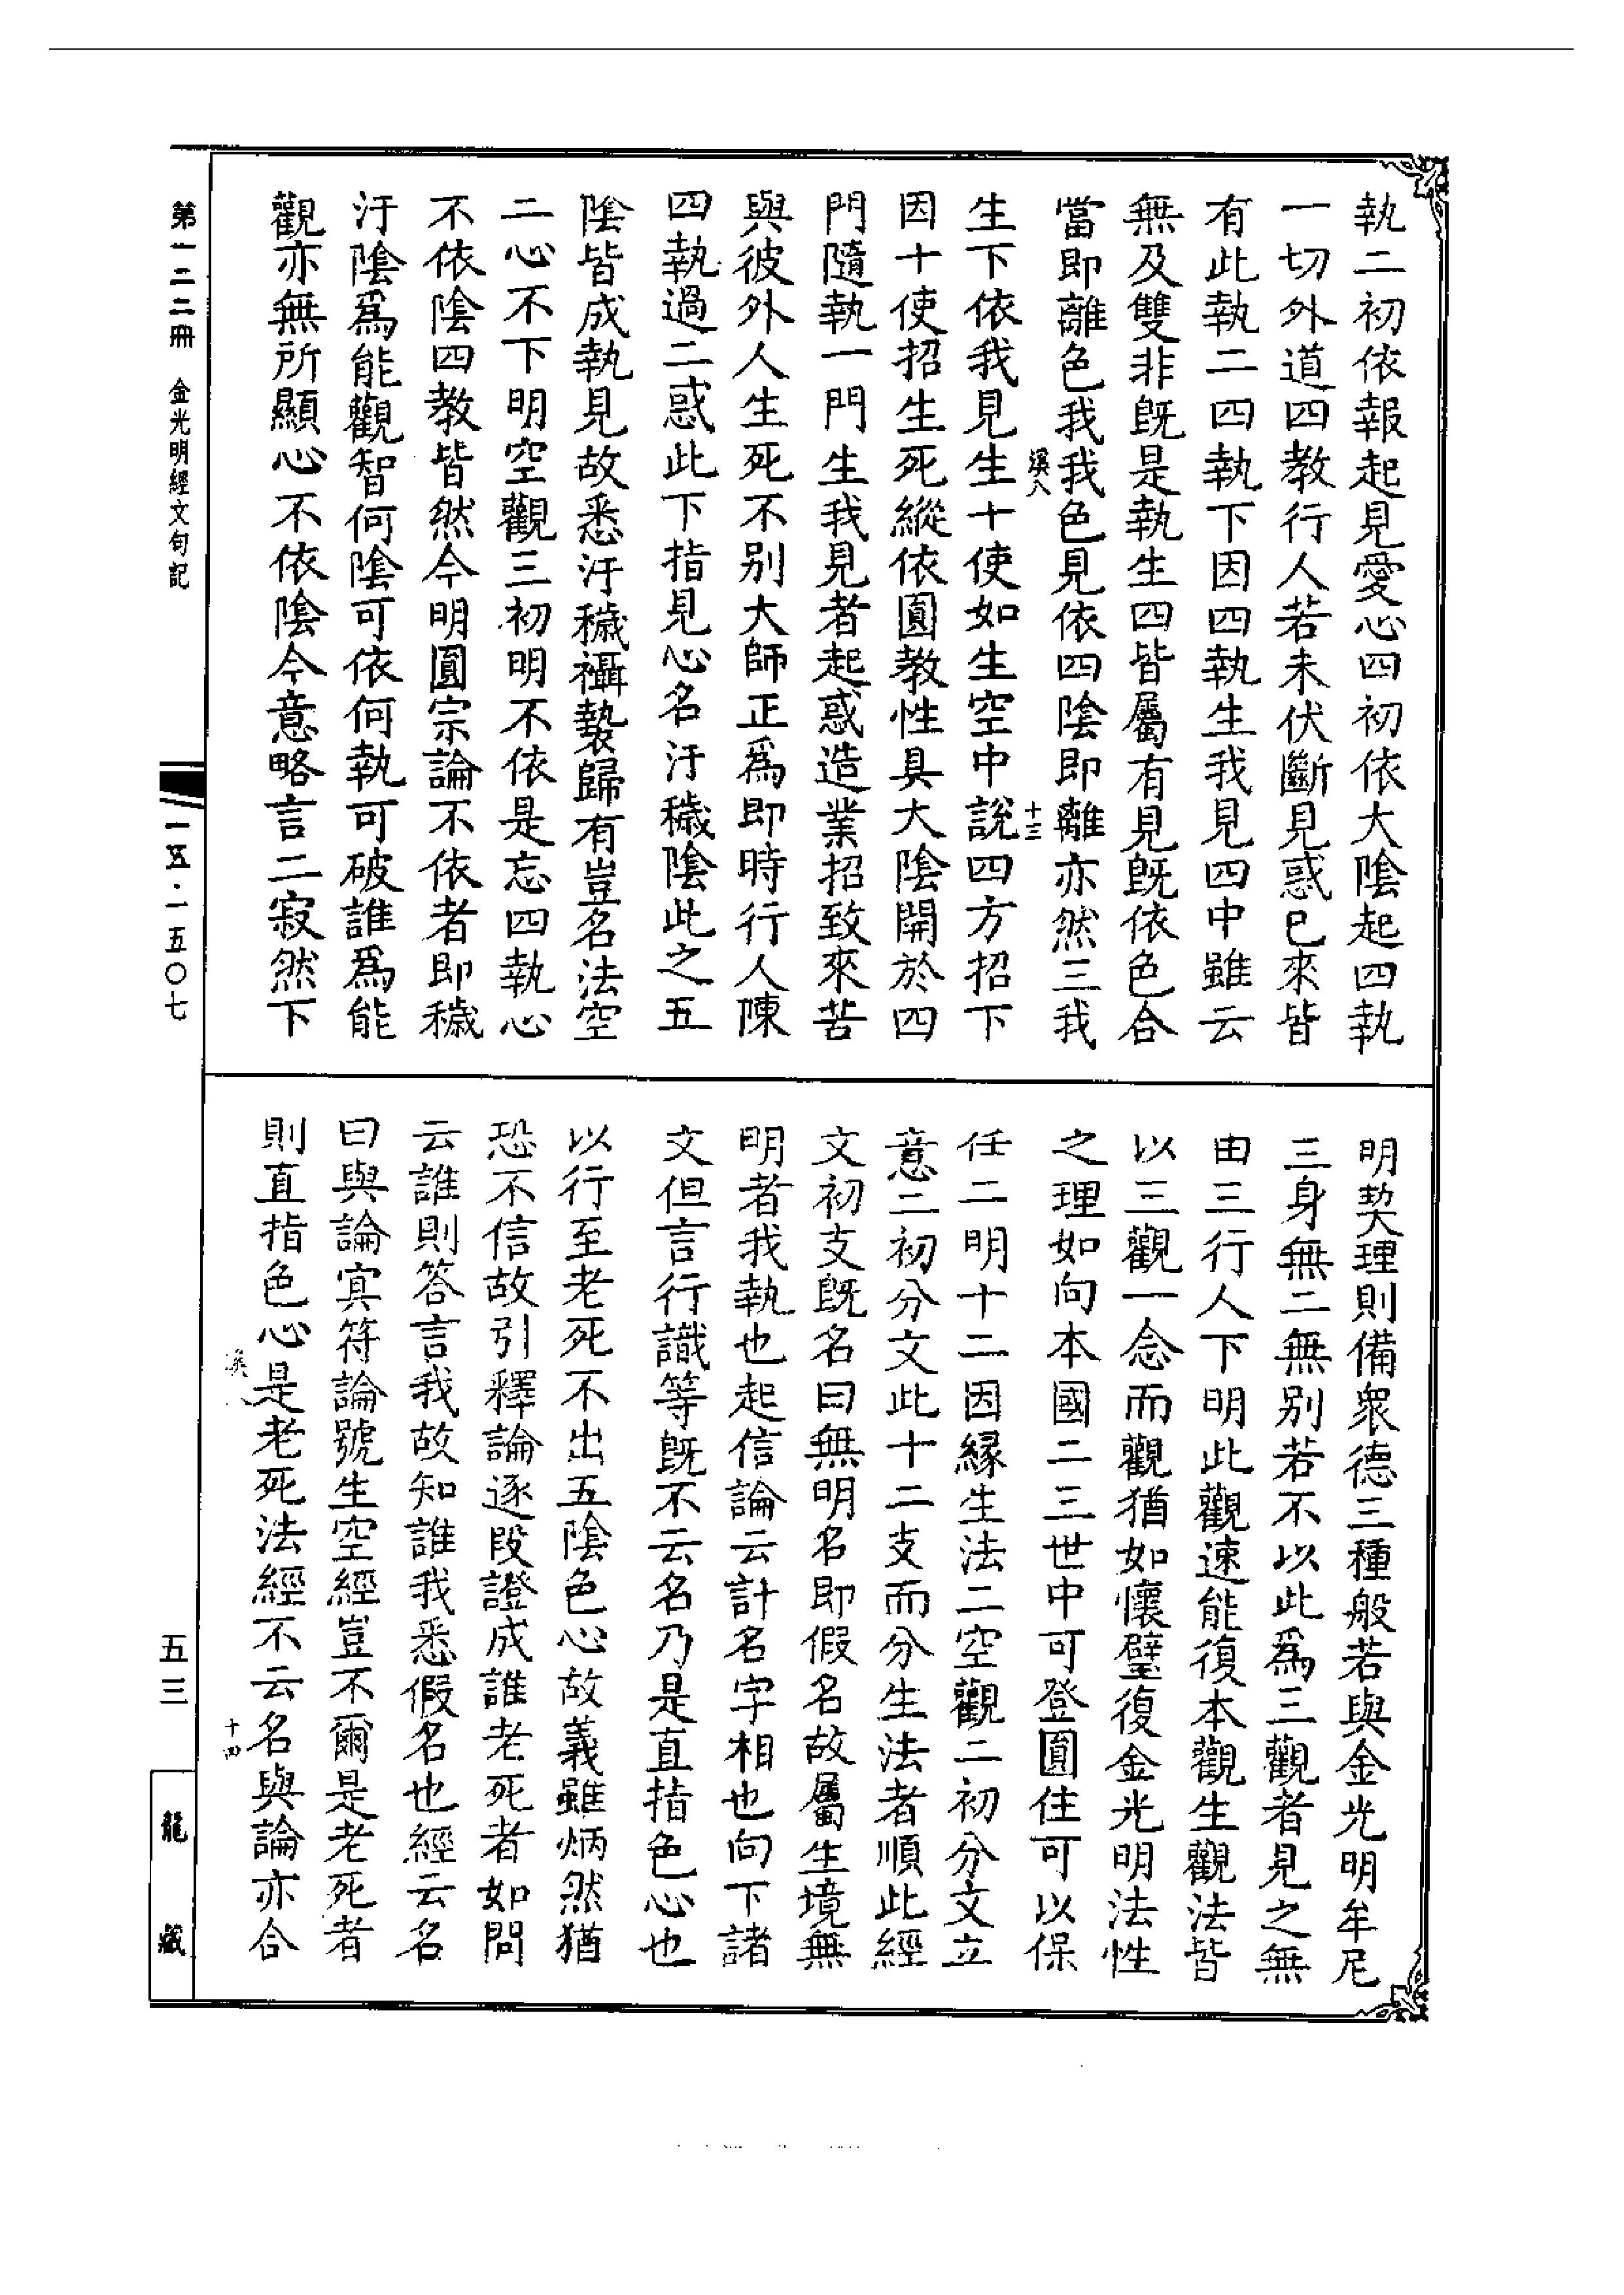 執二初依報起見愛心四初依大陰起四執
一切外道四教行人若未伏斷見惑已來皆
有此執二四執下因四執生我見四中雖云
無及雙非既是執生四皆屬有見既依色合
當即離色我我色見依四陰即離亦然三我
溪八
十三
生下依我見生十使如生空中說四方招下
因十使招生死縱依圓教性具大陰開於四
門隨執一門生我見者起惑造業招致來苦
與彼外人生死不別大師正為即時行人陳
四執過二惑此下指見心名汙穢陰此之五
陰皆成執見故悉汙穢襵褺歸有豈名法空
二心不下明空觀三初明不依是忘四執心
不依陰四教皆然今明圓宗論不依者即穢
汙陰為能觀智何陰可依何執可破誰為能
觀亦無所顯心不依陰今意略言二寂然下
明契理則備眾德三種般若與金光明牟尼
三身無二無別若不以此為三觀者見之無
由三行人下明此觀速能復本觀生觀法皆
以三觀一念而觀猶如懷璧復金光明法性
之理如向本國二三世中可登圓住可以保
任二明十二因緣生法二空觀二初分文立
意二初分文此十二支而分生法者順此經
文初支既名曰無明名即假名故屬生境無
明者我執也起信論云計名字相也向下諸
文但言行識等既不云名乃是直指色心也
以行至老死不出五陰色心故義雖炳然猶
恐不信故引釋論逐段證成誰老死者如問
云誰則答言我故知誰我悉假名也經云名
曰與論冥符論號生空經豈不爾是老死者
則直指色心是老死法經不云名與論亦合
溪八
十四
第一二二冊 金光明經文句記
一五五·一五〇七
五三
龍藏